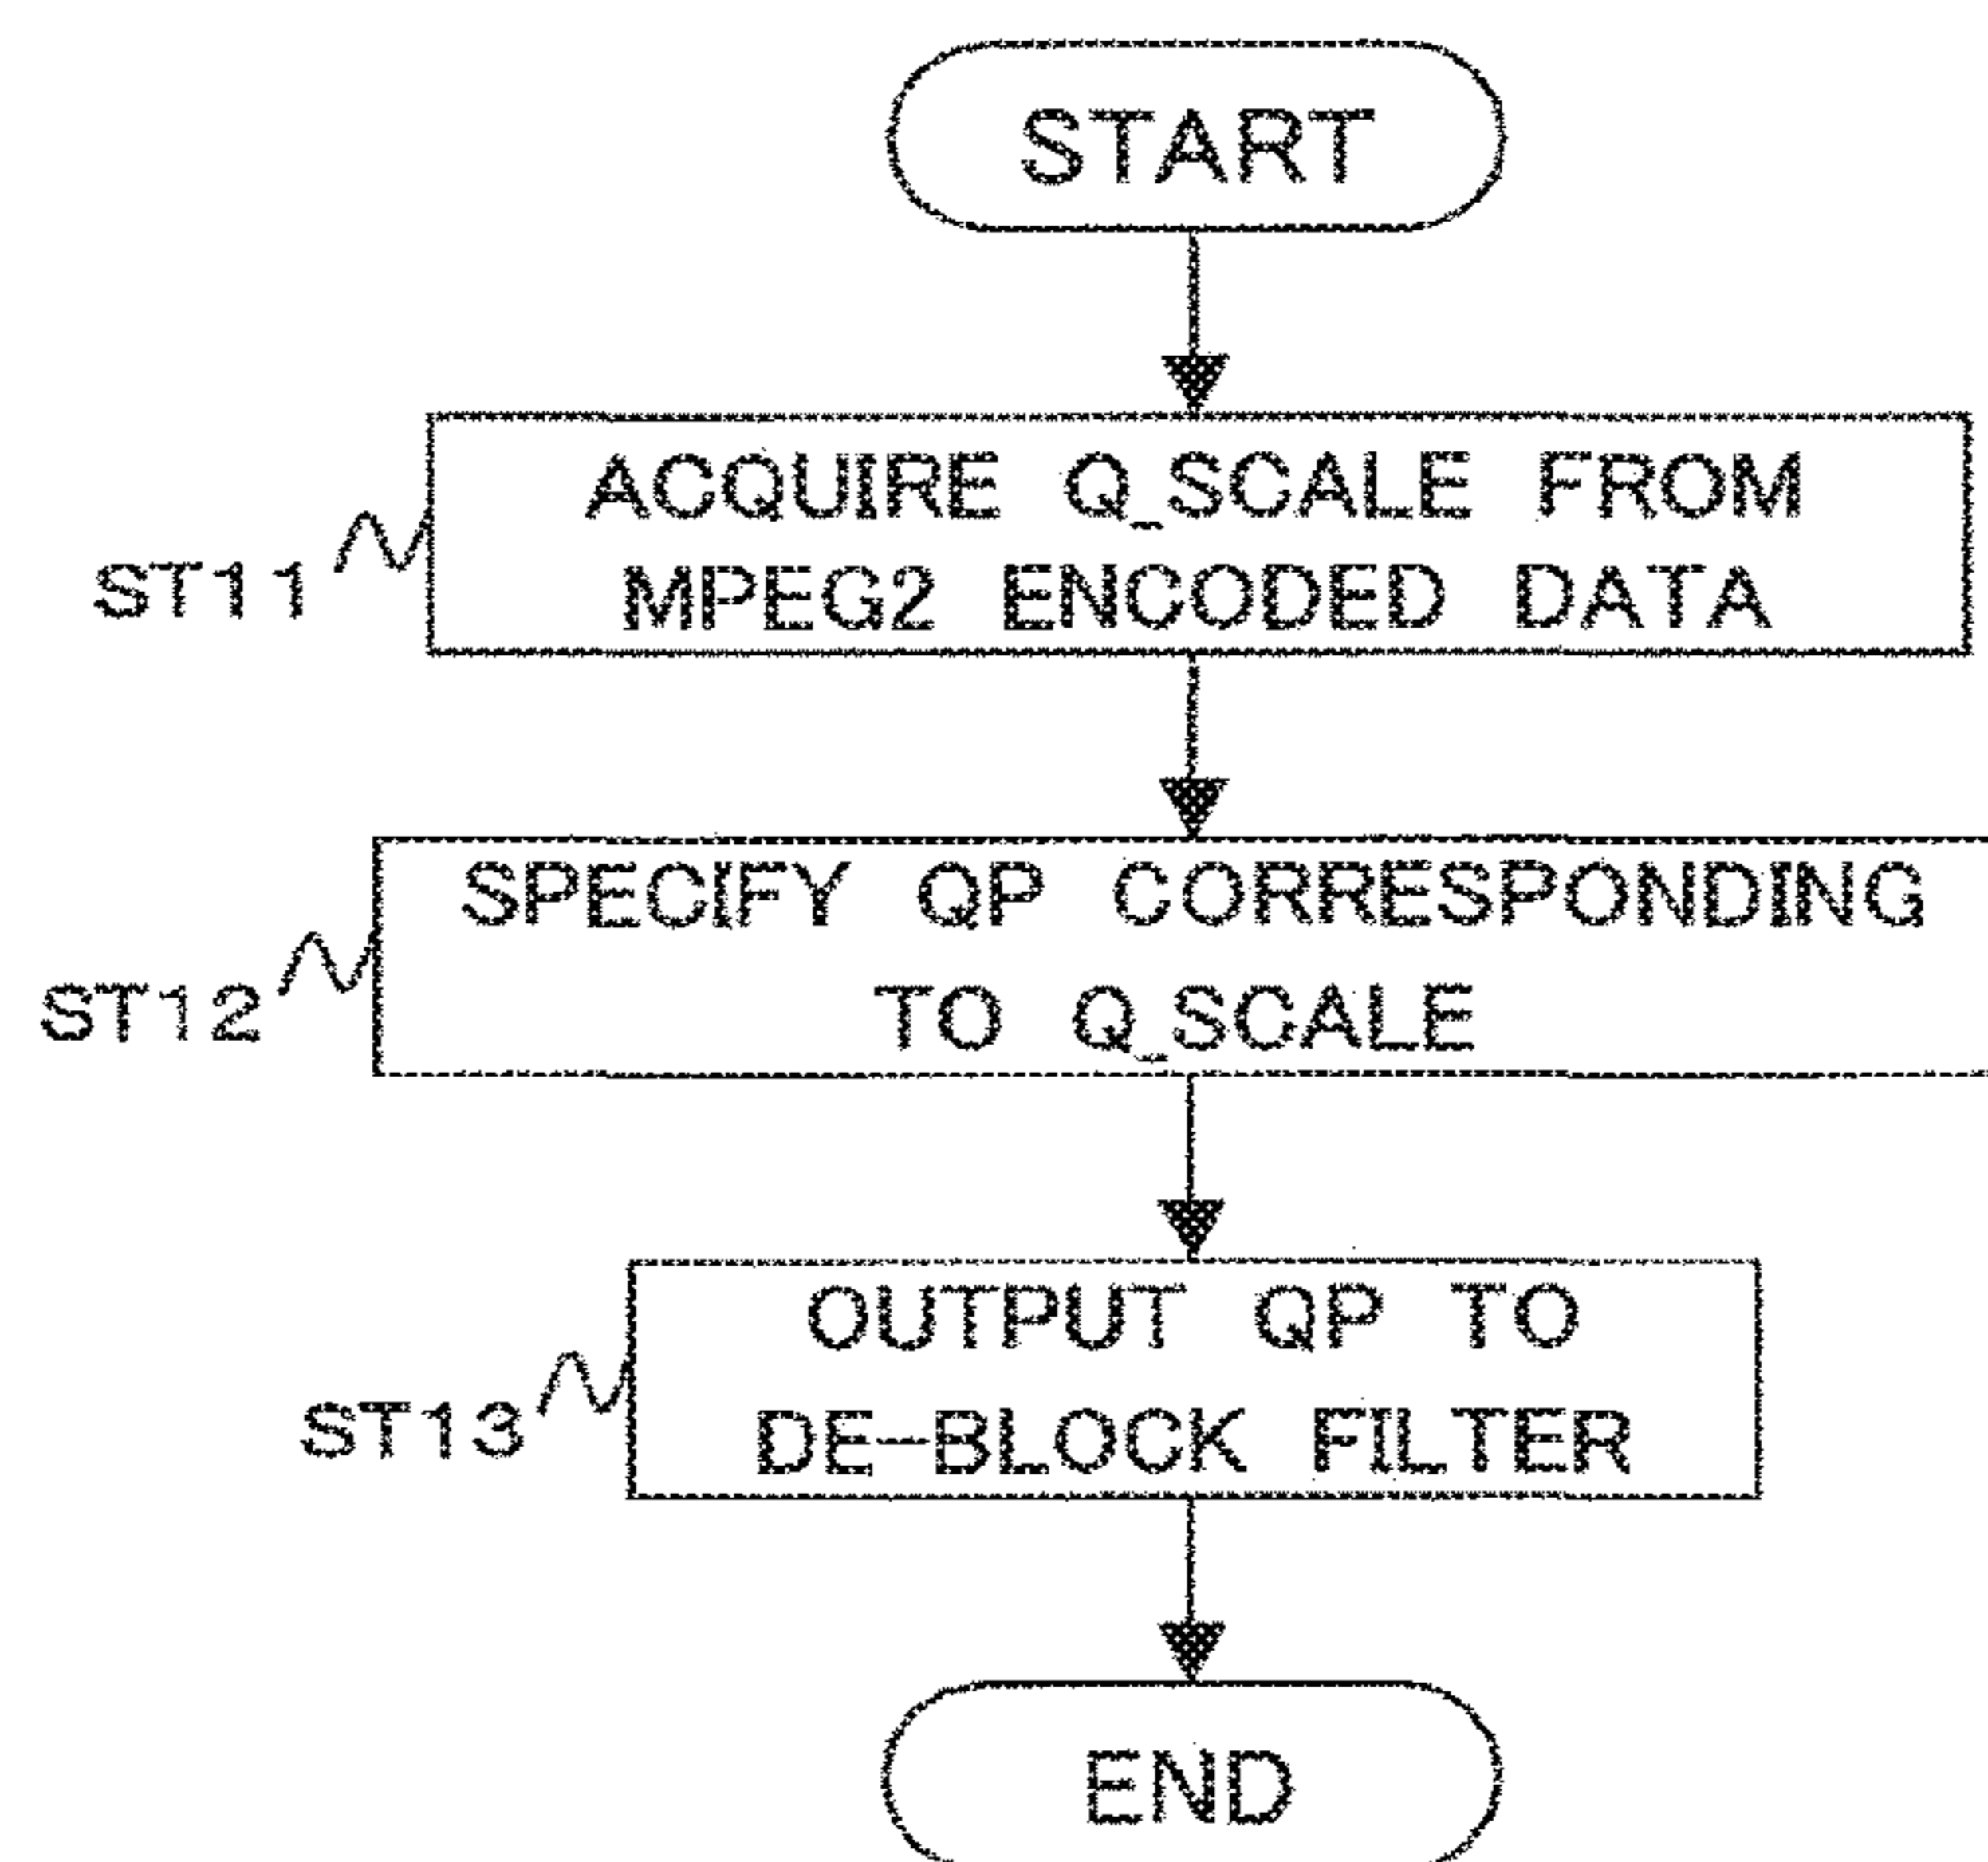 START
ACQUIRE Q_SCALE FROM
MPEG2 ENCODED DATA
ST11
SPECIFY QP CORRESPONDING
TO Q_SCALE
ST12
OUTPUT QP TO
DE-BLOCK FILTER
ST13
END